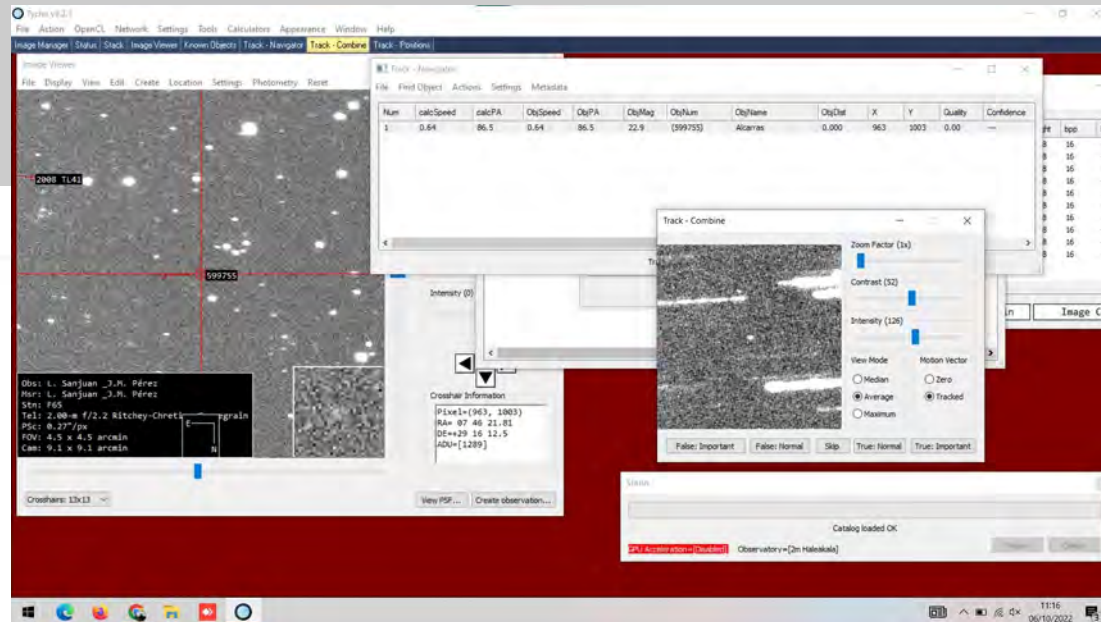 Tycho v9.2.1
File Action OpenCL Network Settings Tools Calculators Appearance Window Help
Image Manager Status Stack Image Viewer Known Objects Track - Navigator Track - Combine Track - Positions
Image Viewer
File Display View Edit Create Location Settings Photometry Reset
2008 TL41
599755
Obs: L. Sanjuan _J.M. Pérez
Msr: L. Sanjuan _J.M. Pérez
Stn: F65
Tel: 2.00-m f/2.2 Ritchey-Chreti egrain
PSc: 0.27"/px
FOV: 4.5 x 4.5 arcmin
Cam: 9.1 x 9.1 arcmin
E
N
Crosshairs: 13x13
Intensity (0)
Crosshair Information
Pixel=(963, 1003)
RA= 07 46 21.81
DE=+29 16 12.5
ADU=[1289]
View PSF... Create observation...
Track - Navigator
File Find Object Actions Settings Metadata
Num calcSpeed calcPA ObjSpeed ObjPA ObjMag ObjNum ObjName ObjDist X Y Quality Confidence
1 0.64 86.5 0.64 86.5 22.9 (599755) Alcarras 0.000 963 1003 0.00 —
bpp
16
16
16
16
16
16
16
16
16
Image C
Track - Combine
Zoom Factor (1x)
Contrast (52)
Intensity (126)
View Mode Motion Vector
Median Zero
Average Tracked
Maximum
False: Important False: Normal Skip True: Normal True: Important
Status
Catalog loaded OK
GPU Acceleration=[Disabled] Observatory=[2m Haleakala]
11:16
06/10/2022